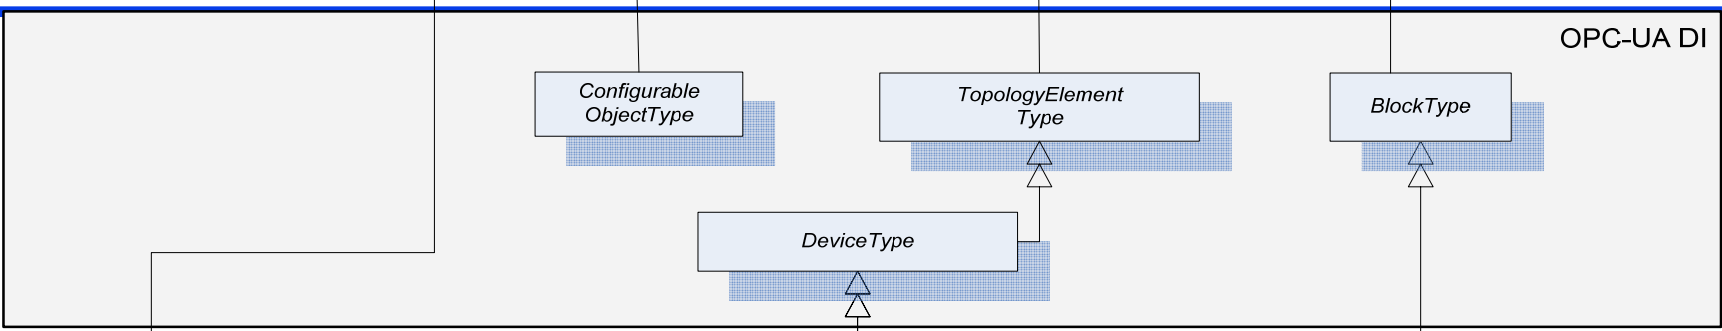 OPC-UA DI
Configurable
ObjectType
TopologyElement
Type
BlockType
DeviceType